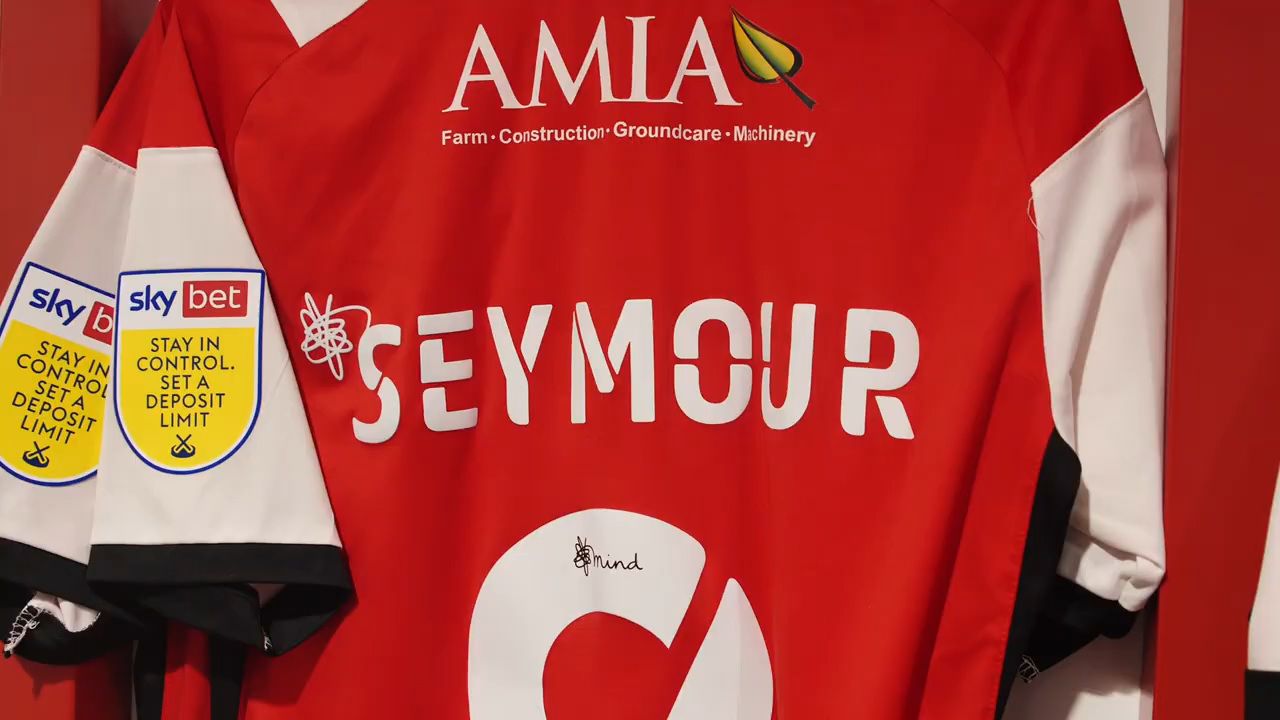 AMIA
Farm · Construction · Groundcare · Machinery
sky b
STAY IN
CONTROL
SET A
DEPOSIT
LIMIT
sky bet
STAY IN
CONTROL.
SET A
DEPOSIT
LIMIT
SEYMOUR
mind